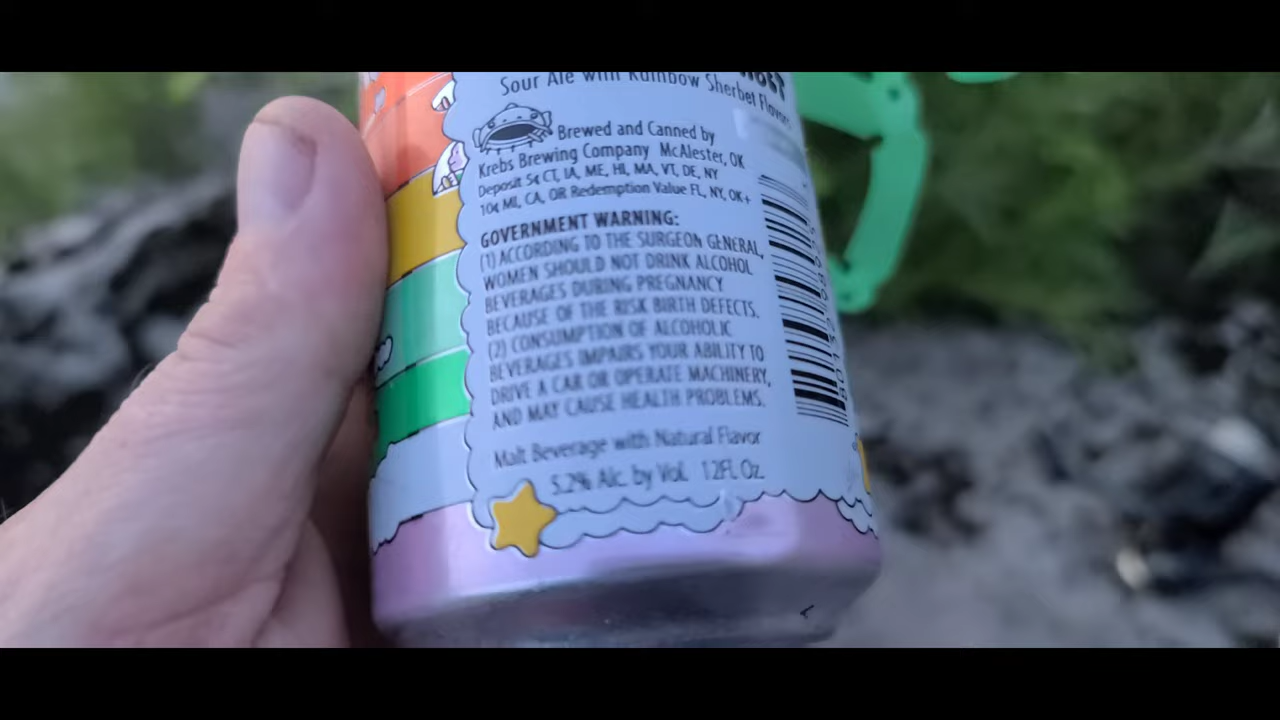 Sour Ale with Rainbow Sherbet Flavor
Brewed and Canned by
Krebs Brewing Company McAlester, OK
Deposit 5¢ CT, IA, ME, HI, MA, VT, DE, NY
10¢ MI, CA, OR Redemption Value FL, NY, OK+
GOVERNMENT WARNING:
(1) ACCORDING TO THE SURGEON GENERAL,
WOMEN SHOULD NOT DRINK ALCOHOL
BEVERAGES DURING PREGNANCY
BECAUSE OF THE RISK BIRTH DEFECTS.
(2) CONSUMPTION OF ALCOHOLIC
BEVERAGES IMPAIRS YOUR ABILITY TO
DRIVE A CAR OR OPERATE MACHINERY,
AND MAY CAUSE HEALTH PROBLEMS.
Malt Beverage with Natural Flavor
5.2% Alc. by Vol. 12FL. Oz.